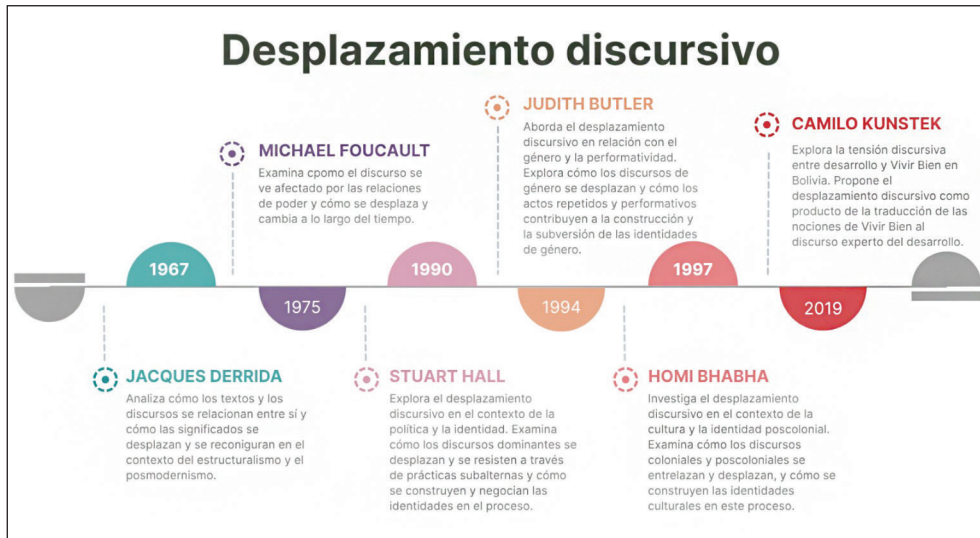 Desplazamiento discursivo
JUDITH BUTLER
Aborda el desplazamiento
discursivo en relación con el
género y la performatividad.
Explora cómo los discursos de
género se desplazan y cómo los
actos repetidos y performativos
contribuyen a la construcción y
la subversión de las identidades
de género.
CAMILO KUNSTEK
Explora la tensión discursiva
entre desarrollo y Vivir Bien en
Bolivia. Propone el
desplazamiento discursivo como
producto de la traducción de las
nociones de Vivir Bien al
discurso experto del desarrollo.
MICHAEL FOUCAULT
Examina cpomo el discurso se
ve afectado por las relaciones
de poder y cómo se desplaza y
cambia a lo largo del tiempo.
1967
1975
1990
1994
1997
2019
JACQUES DERRIDA
Analiza cómo los textos y los
discursos se relacionan entre sí y
cómo las significados se
desplazan y se reconiguran en el
contexto del estructuralismo y el
posmodernismo.
STUART HALL
Explora el desplazamiento
discursivo en el contexto de la
política y la identidad. Examina
cómo los discursos dominantes se
desplazan y se resisten a través
de prácticas subalternas y cómo
se construyen y negocian las
identidades en el proceso.
HOMI BHABHA
Investiga el desplazamiento
discursivo en el contexto de la
cultura y la identidad poscolonial.
Examina cómo los discursos
coloniales y poscoloniales se
entrelazan y desplazan, y cómo se
construyen las identidades
culturales en este proceso.